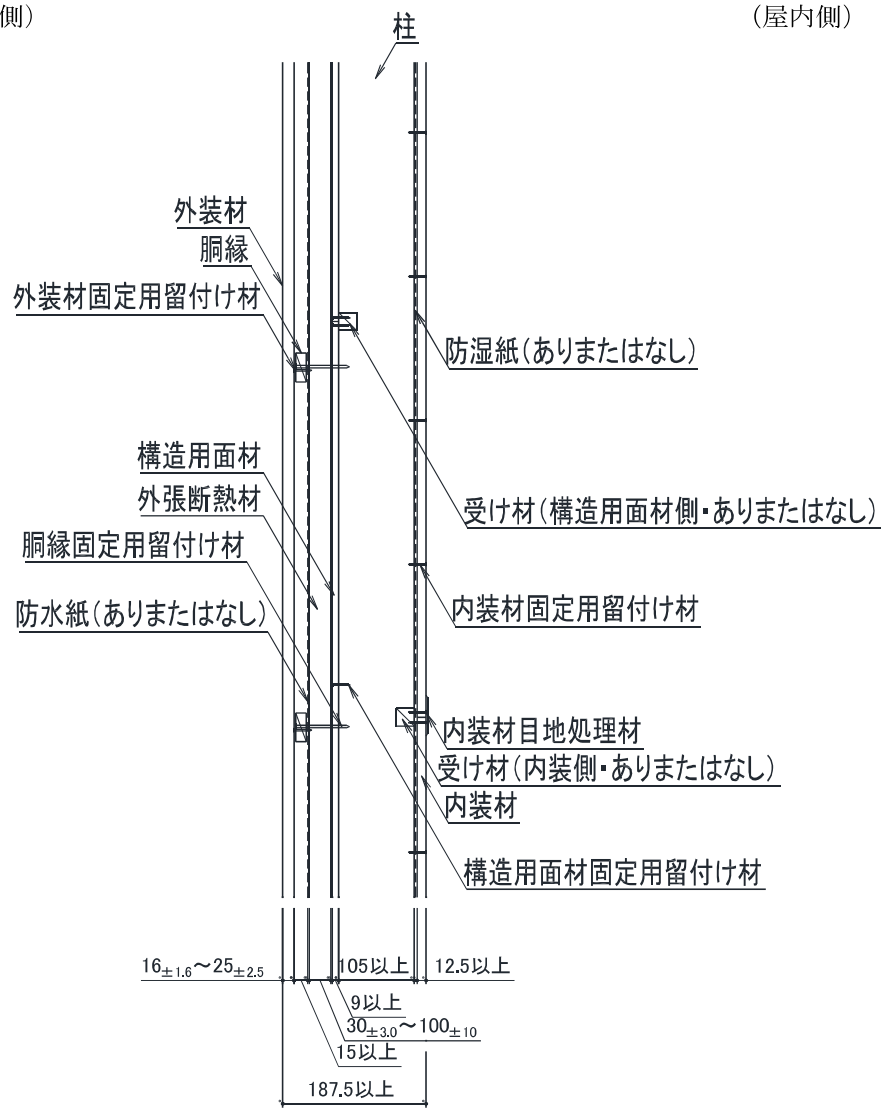 側)
(屋内側)
柱
外装材
胴縁
外装材固定用留付け材
防湿紙(ありまたはなし)
構造用面材
外張断熱材
受け材(構造用面材側・ありまたはなし)
胴縁固定用留付け材
防水紙(ありまたはなし)
内装材固定用留付け材
内装材目地処理材
受け材(内装側・ありまたはなし)
内装材
構造用面材固定用留付け材
16±1.6~25±2.5
105以上
12.5以上
9以上
30±3.0~100±10
15以上
187.5以上